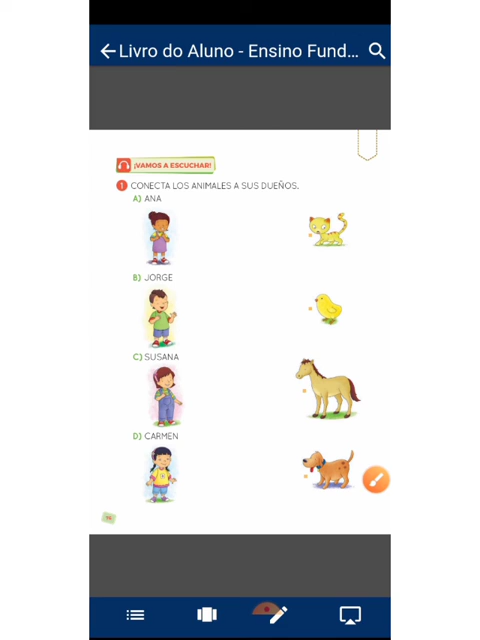 Livro do Aluno - Ensino Fund...
¡VAMOS A ESCUCHAR!
1 CONECTA LOS ANIMALES A SUS DUEÑOS.
A) ANA
B) JORGE
C) SUSANA
D) CARMEN